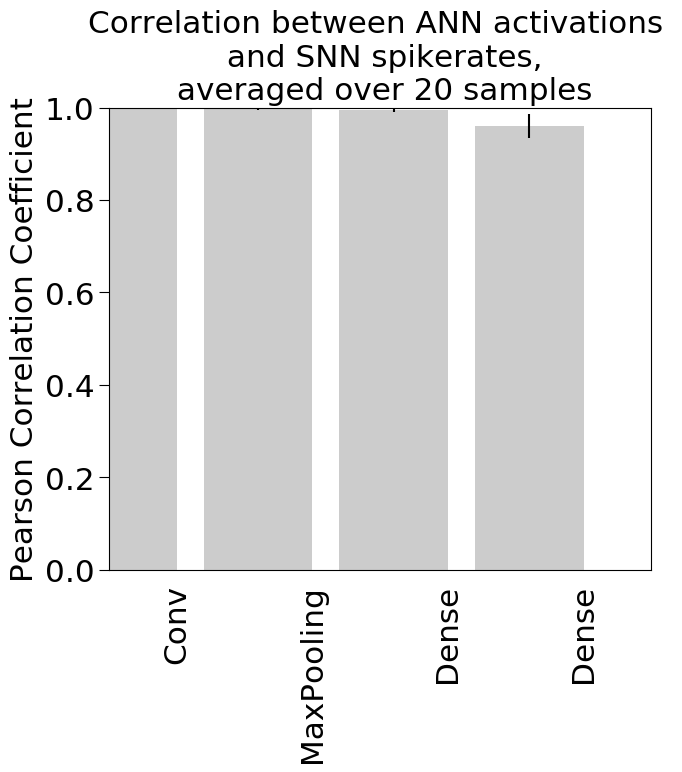 Correlation between ANN activations
and SNN spikerates,
averaged over 20 samples
Pearson Correlation Coefficient
1.0
0.8
0.6
0.4
0.2
0.0
Conv
MaxPooling
Dense
Dense